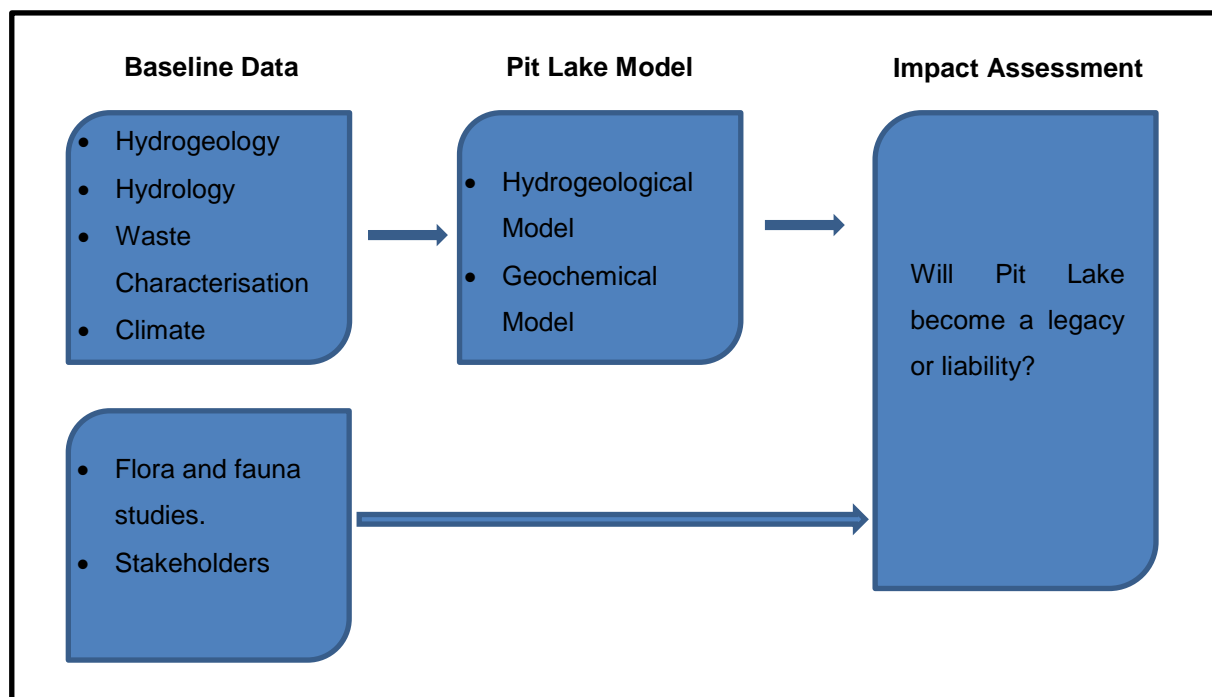 Baseline Data
Pit Lake Model
Impact Assessment
• Hydrogeology
• Hydrology
• Waste
Characterisation
• Climate
• Hydrogeological
Model
• Geochemical
Model
Will Pit Lake
become a legacy
or liability?
• Flora and fauna
studies.
• Stakeholders